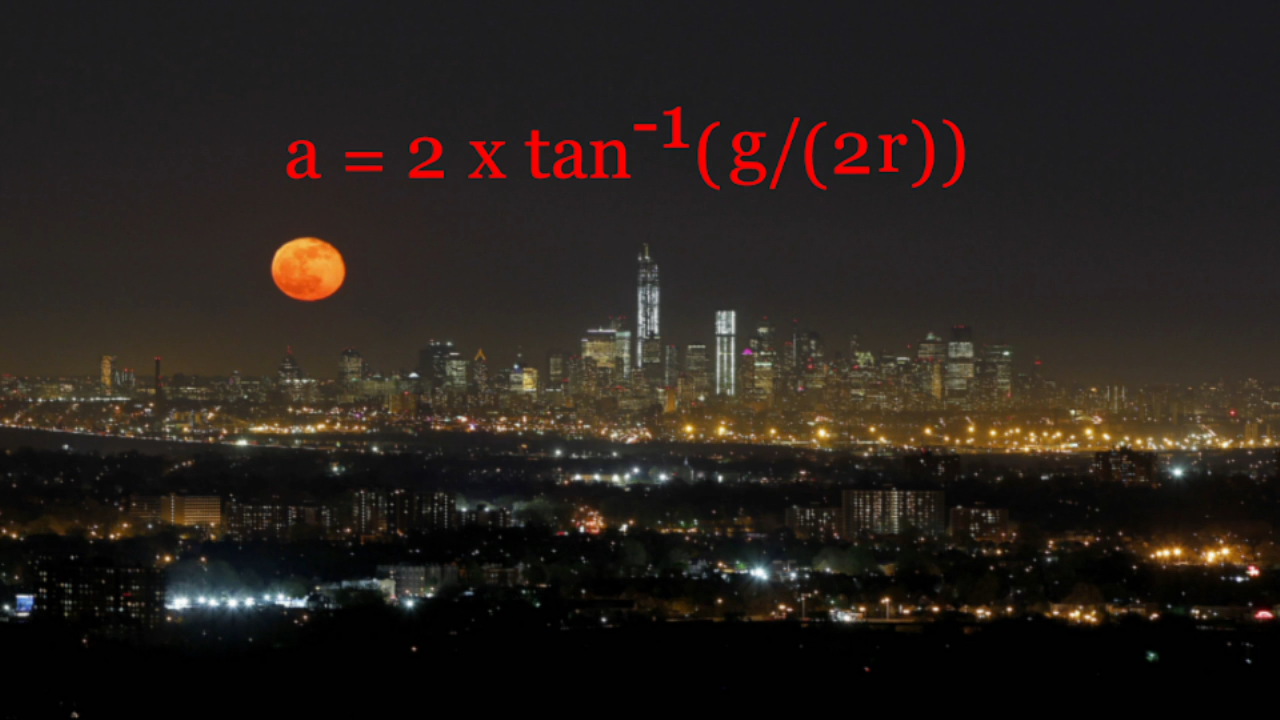 a = 2 x tan⁻¹(g/(2r))